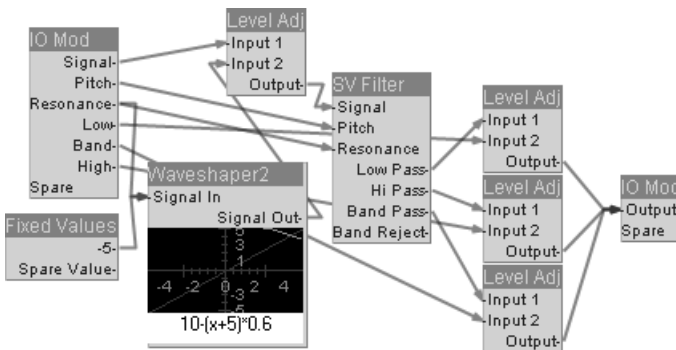 IO Mod
Signal
Pitch
Resonance
Low
Band
High
Spare
Fixed Values
-5
Spare Value
Level Adj
Input 1
Input 2
Output
Waveshaper2
Signal In
Signal Out
5
3
1
-4 -2 0 2 4
-3
-5
10-(x+5)*0.6
SV Filter
Signal
Pitch
Resonance
Low Pass
Hi Pass
Band Pass
Band Reject
Level Adj
Input 1
Input 2
Output
Level Adj
Input 1
Input 2
Output
Level Adj
Input 1
Input 2
Output
IO Mod
Output
Spare